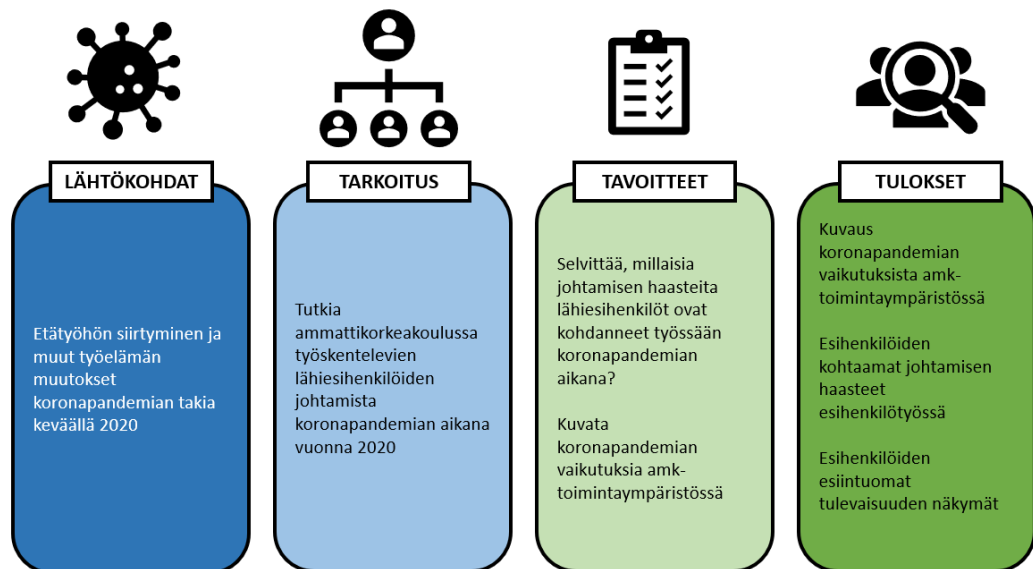 LÄHTÖKOHDAT
Etätyöhön siirtyminen ja
muut työelämän
muutokset
koronapandemian takia
keväällä 2020
TARKOITUS
Tutkia
ammattikorkeakoulussa
työskentelevien
lähiesihenkilöiden
johtamista
koronapandemian aikana
vuonna 2020
TAVOITTEET
Selvittää, millaisia
johtamisen haasteita
lähiesihenkilöt ovat
kohdanneet työssään
koronapandemian
aikana?
Kuvata
koronapandemian
vaikutuksia amk-
toimintaympäristössä
TULOKSET
Kuvaus
koronapandemian
vaikutuksista amk-
toimintaympäristössä
Esihenkilöiden
kohtaamat johtamisen
haasteet
esihenkilötyössä
Esihenkilöiden
esiintuomat
tulevaisuuden näkymät